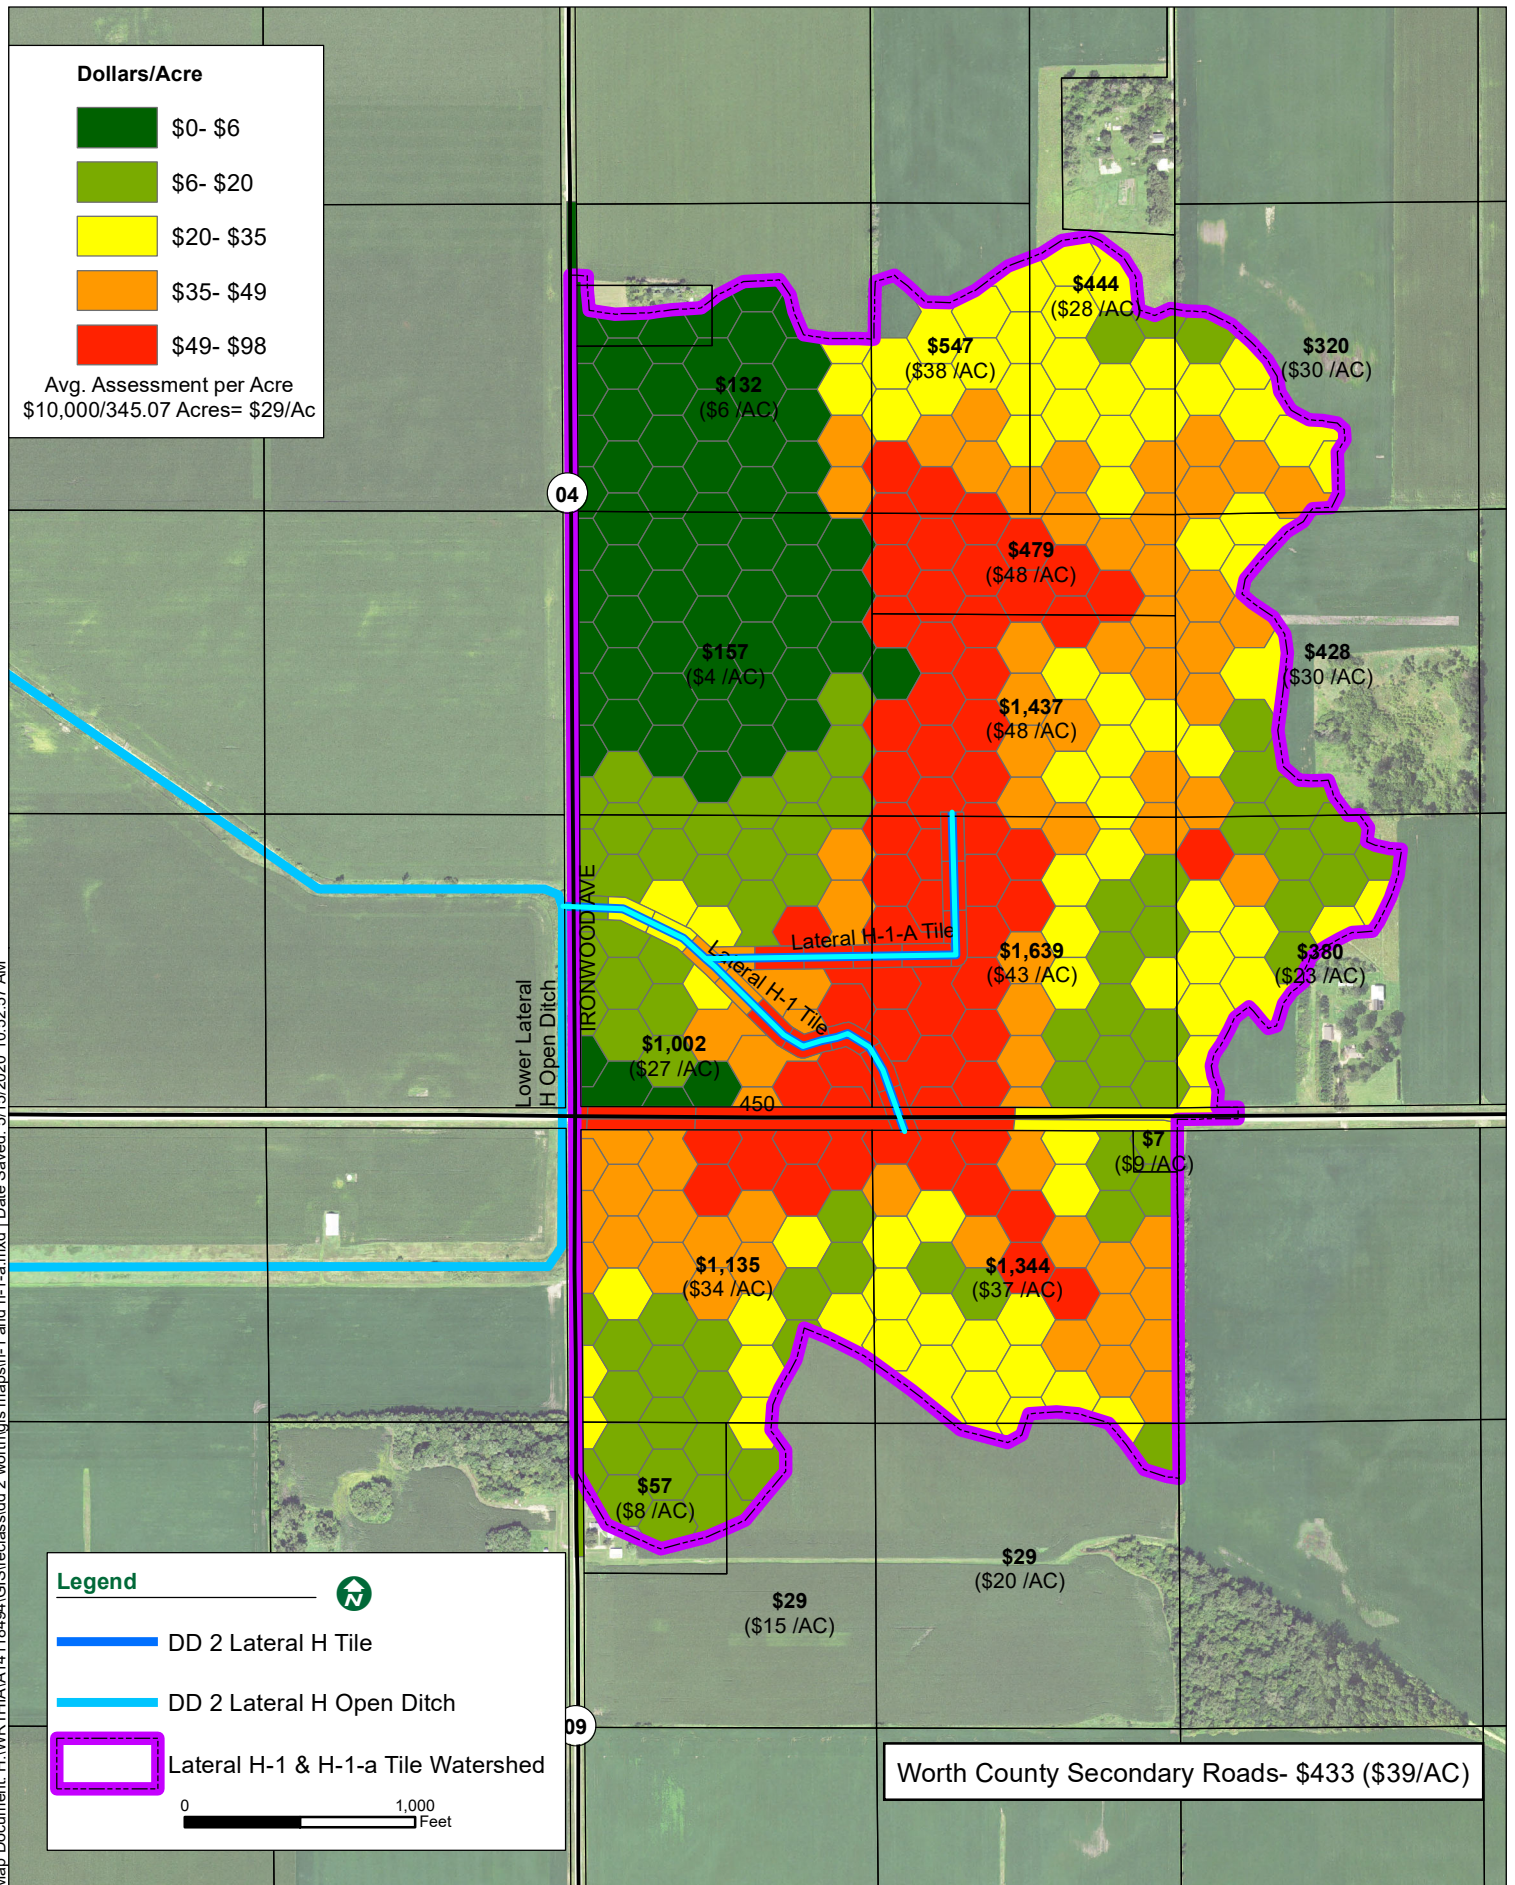 Dollars/Acre
$0- $6
$6- $20
$20- $35
$35- $49
$49- $98
Avg. Assessment per Acre
$10,000/345.07 Acres= $29/Ac
$444
($28 /AC)
$547
($38 /AC)
$320
($30 /AC)
$132
($6 /AC)
04
$479
($48 /AC)
$157
($4 /AC)
$428
($30 /AC)
$1,437
($48 /AC)
IRONWOOD AVE
Lateral H-1-A Tile
Lateral H-1 Tile
$1,639
($43 /AC)
$380
($23 /AC)
Lower Lateral
H Open Ditch
$1,002
($27 /AC)
450
$7
($9 /AC)
$1,135
($34 /AC)
$1,344
($37 /AC)
$57
($8 /AC)
$29
($20 /AC)
$29
($15 /AC)
09
Legend
N
DD 2 Lateral H Tile
DD 2 Lateral H Open Ditch
Lateral H-1 & H-1-a Tile Watershed
0 1,000
Feet
Worth County Secondary Roads- $433 ($39/AC)